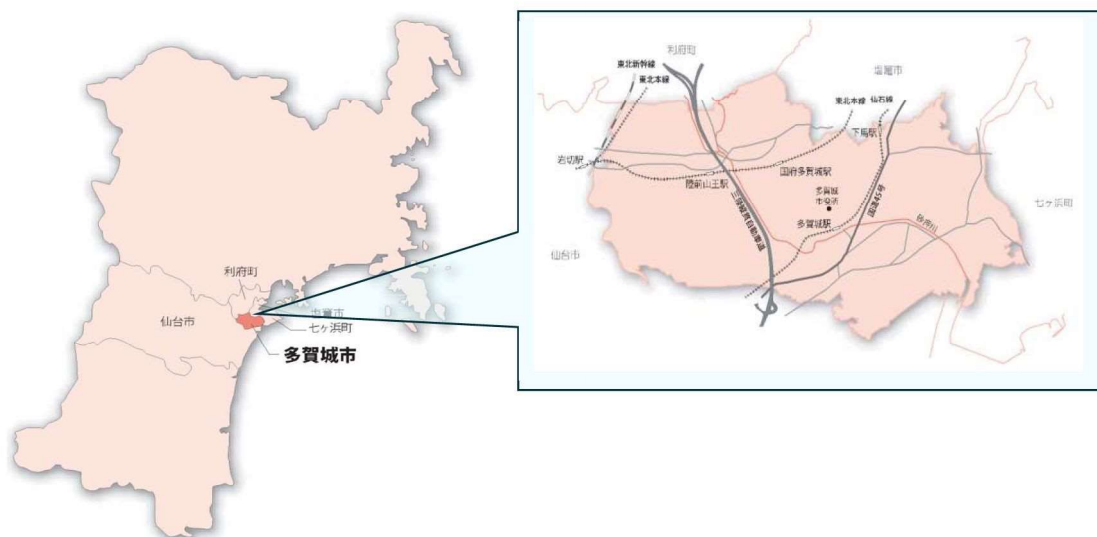 利府町
仙台市
塩竈市
七ヶ浜町
多賀城市
利府町
塩竈市
東北新幹線
東北本線
東北本線
仙石線
下馬駅
岩切駅
国府多賀城駅
陸前山王駅
多賀城
市役所
多賀城駅
三陸縦貫自動車道
国道45号
砂押川
七ヶ浜町
仙台市